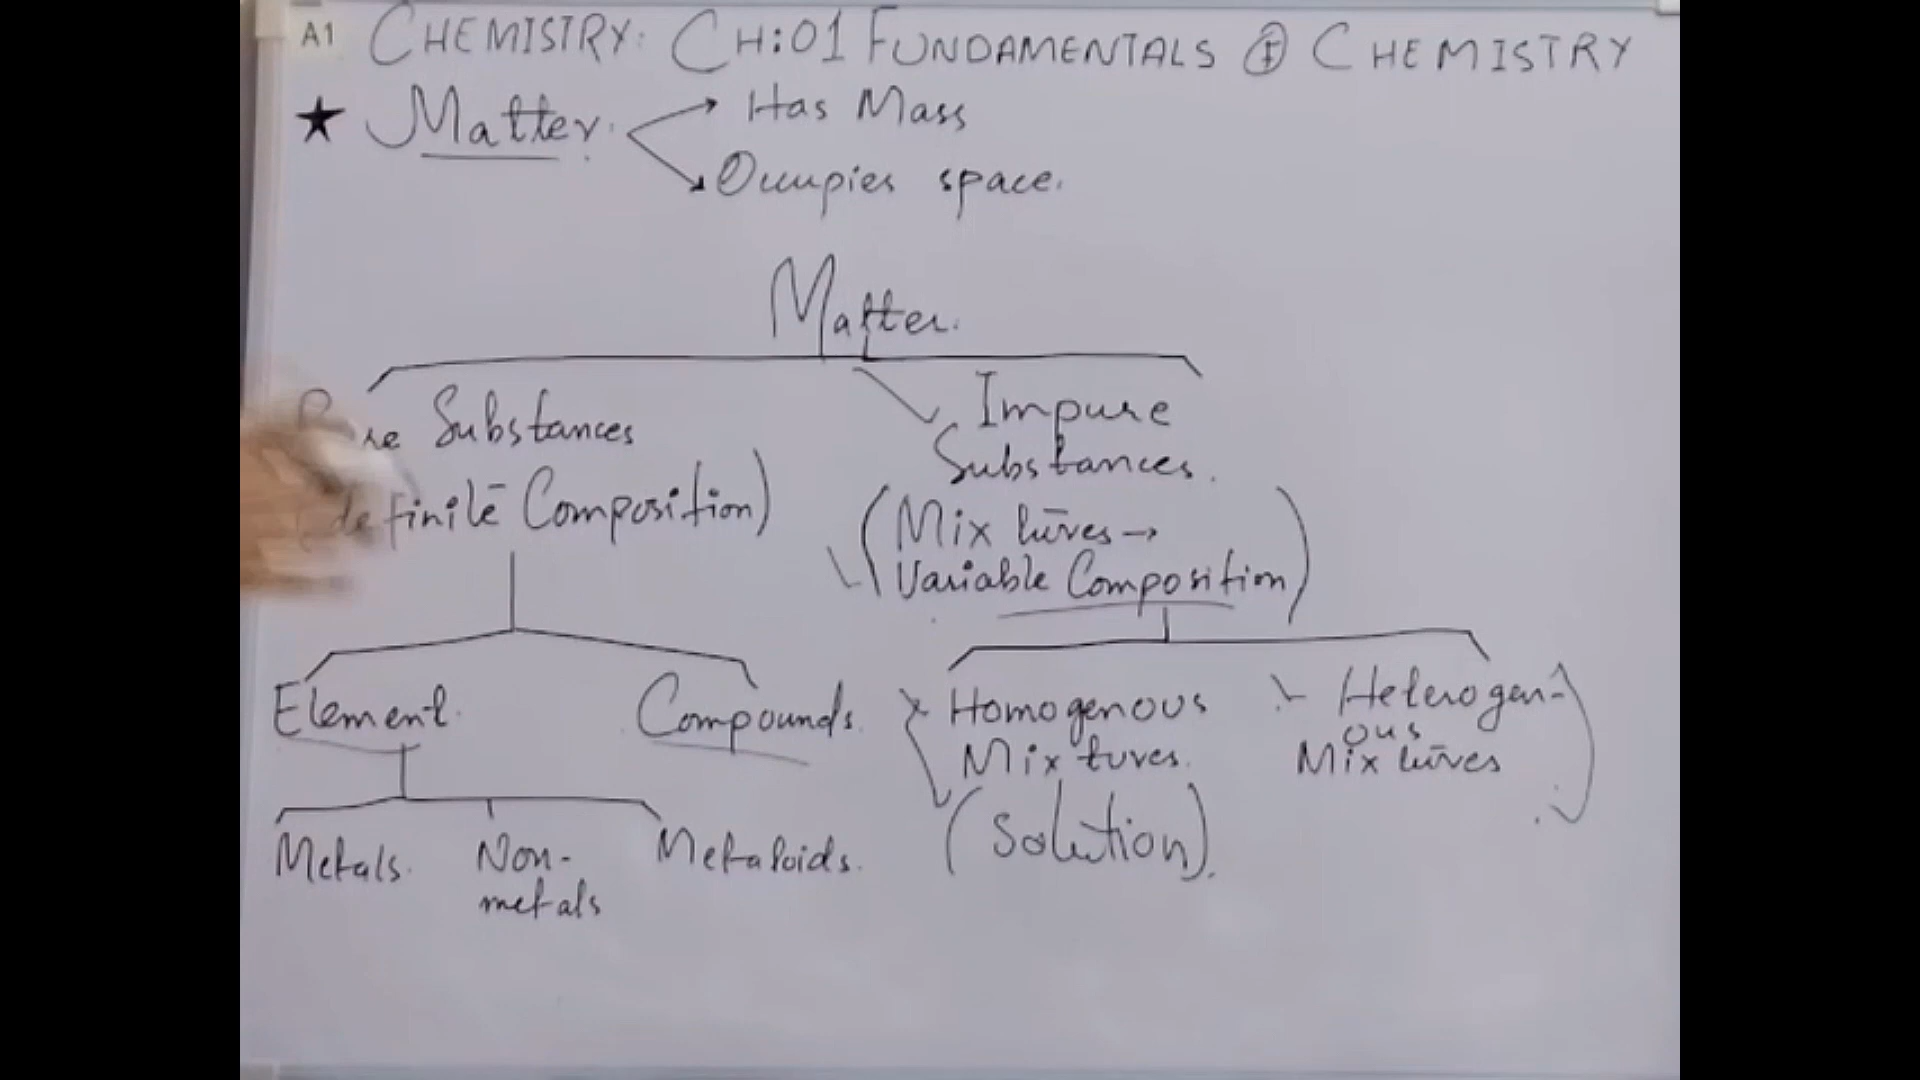 A1 CHEMISTRY: CH:01 FUNDAMENTALS OF CHEMISTRY
★ Matter: Has Mass
Occupies space.
Matter.
Pure Substances
(definite Composition)
Impure
Substances.
(Mixtures →
Variable Composition)
Element.
Compounds.
Homogenous
Mixtures.
(Solution).
Heterogen-
ous
Mixtures
Metals.
Non-
metals
Metaloids.